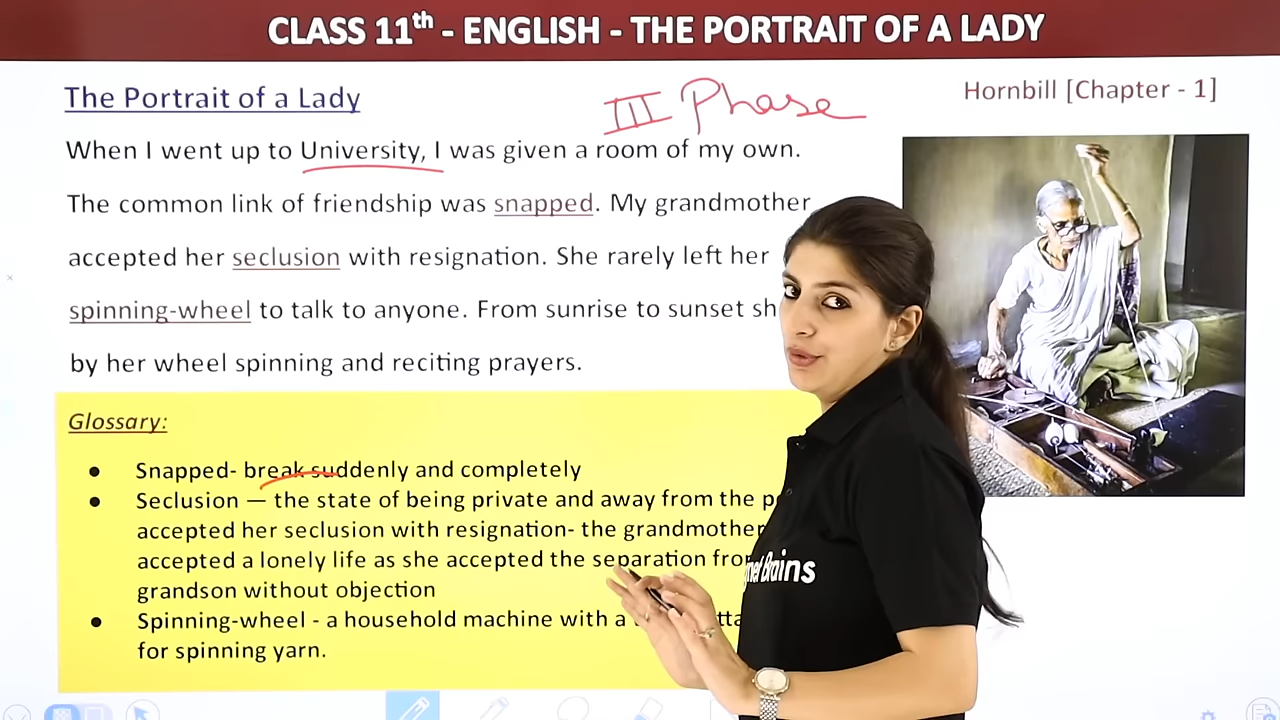 CLASS 11th - ENGLISH - THE PORTRAIT OF A LADY
The Portrait of a Lady
III Phase
Hornbill [Chapter - 1]
When I went up to University, I was given a room of my own.
The common link of friendship was snapped. My grandmother
accepted her seclusion with resignation. She rarely left her
spinning-wheel to talk to anyone. From sunrise to sunset
by her wheel spinning and reciting prayers.
Glossary:
● Snapped- break suddenly and completely
● Seclusion — the state of being private and away from the
accepted her seclusion with resignation- the grandmother
accepted a lonely life as she accepted the separation
grandson without objection
● Spinning-wheel - a household machine with a
for spinning yarn.
Brains